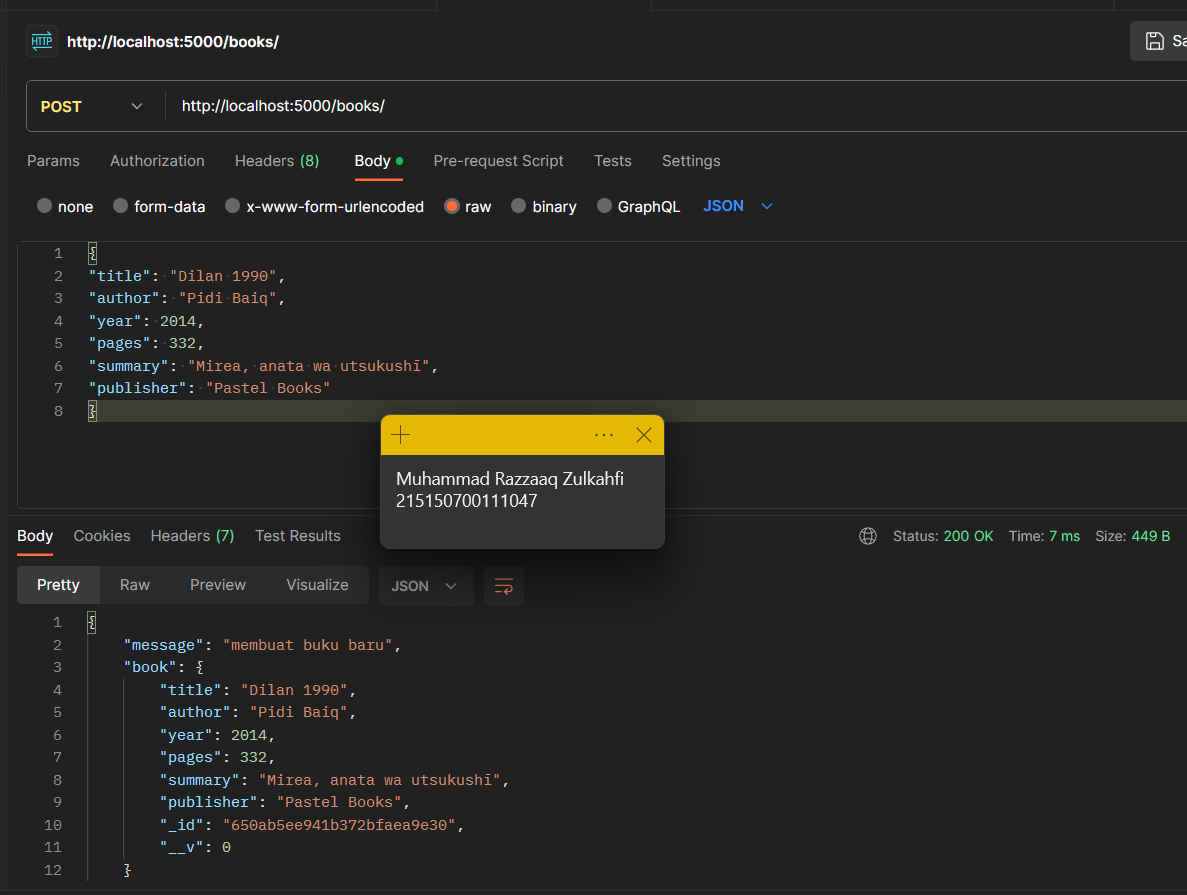 HTTP http://localhost:5000/books/ Sa
POST http://localhost:5000/books/
Params Authorization Headers (8) Body Pre-request Script Tests Settings
none form-data x-www-form-urlencoded raw binary GraphQL JSON
1 {
2 "title": "Dilan 1990",
3 "author": "Pidi Baiq",
4 "year": 2014,
5 "pages": 332,
6 "summary": "Mirea, anata wa utsukushī",
7 "publisher": "Pastel Books"
8 }
Muhammad Razzaaq Zulkahfi
215150700111047
Body Cookies Headers (7) Test Results Status: 200 OK Time: 7 ms Size: 449 B
Pretty Raw Preview Visualize JSON
1 {
2 "message": "membuat buku baru",
3 "book": {
4 "title": "Dilan 1990",
5 "author": "Pidi Baiq",
6 "year": 2014,
7 "pages": 332,
8 "summary": "Mirea, anata wa utsukushī",
9 "publisher": "Pastel Books",
10 "_id": "650ab5ee941b372bfaea9e30",
11 "__v": 0
12 }